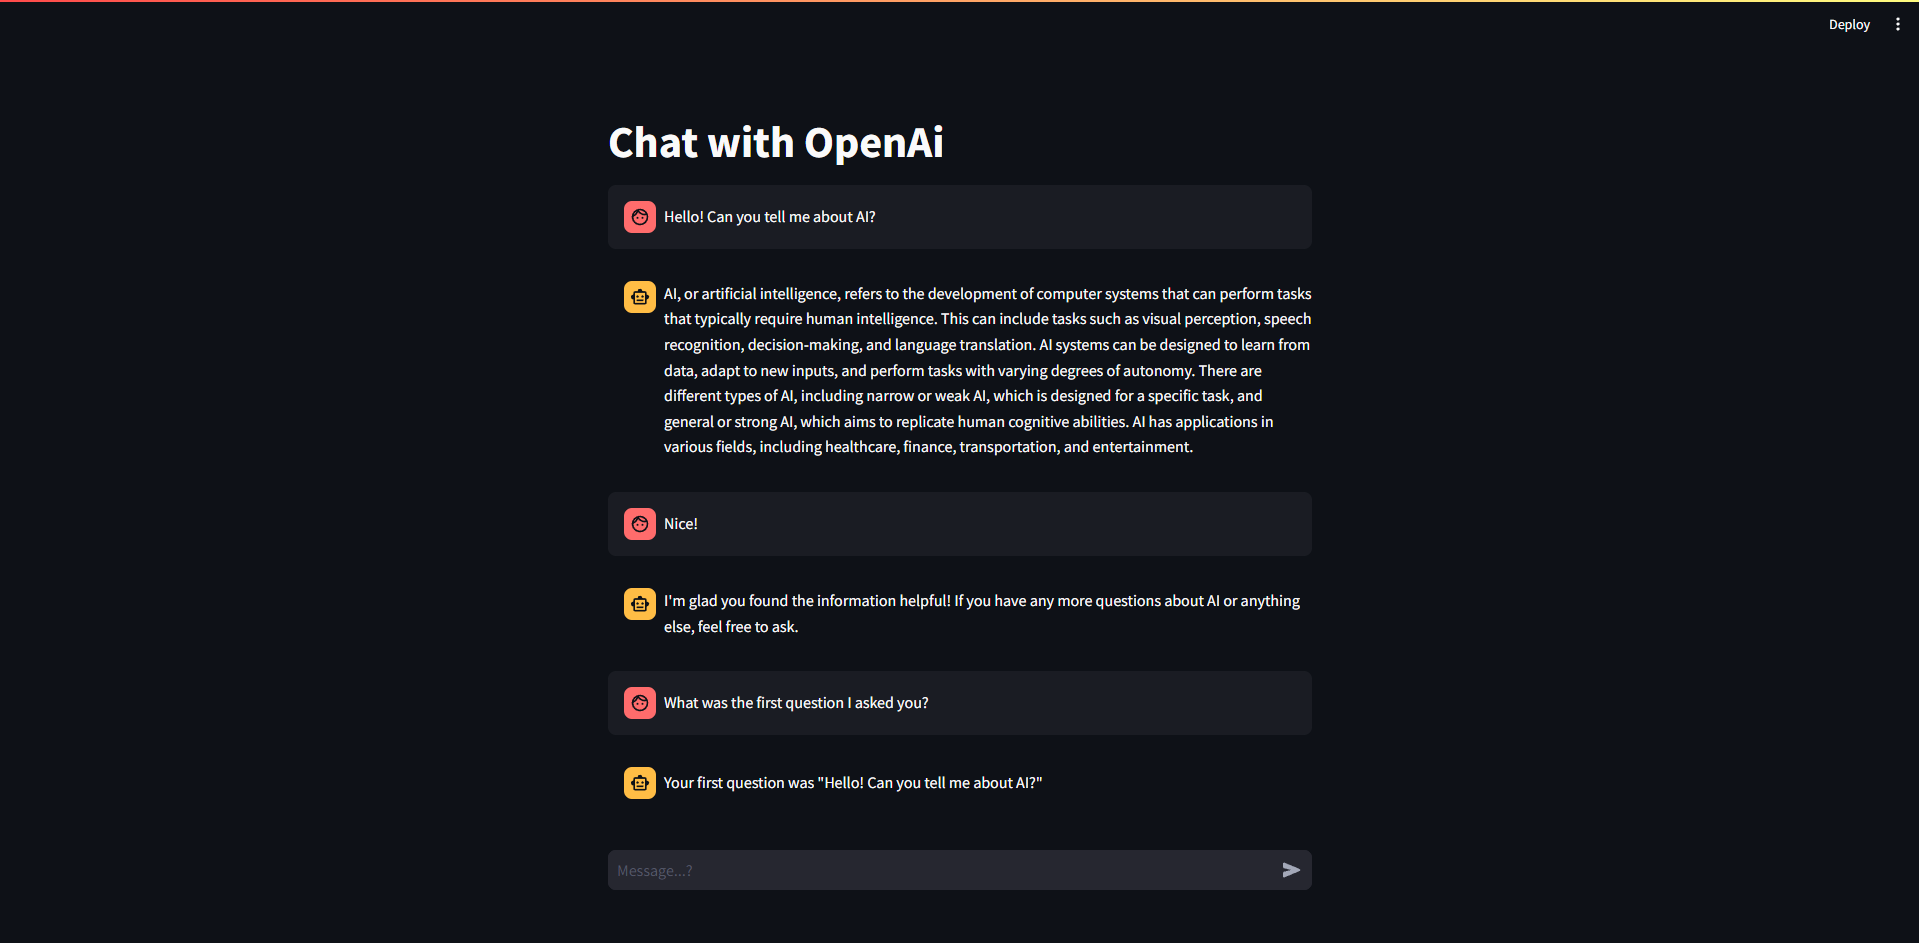 Deploy
Chat with OpenAi
Hello! Can you tell me about AI?
AI, or artificial intelligence, refers to the development of computer systems that can perform tasks
that typically require human intelligence. This can include tasks such as visual perception, speech
recognition, decision-making, and language translation. AI systems can be designed to learn from
data, adapt to new inputs, and perform tasks with varying degrees of autonomy. There are
different types of AI, including narrow or weak AI, which is designed for a specific task, and
general or strong AI, which aims to replicate human cognitive abilities. AI has applications in
various fields, including healthcare, finance, transportation, and entertainment.
Nice!
I'm glad you found the information helpful! If you have any more questions about AI or anything
else, feel free to ask.
What was the first question I asked you?
Your first question was "Hello! Can you tell me about AI?"
Message...?